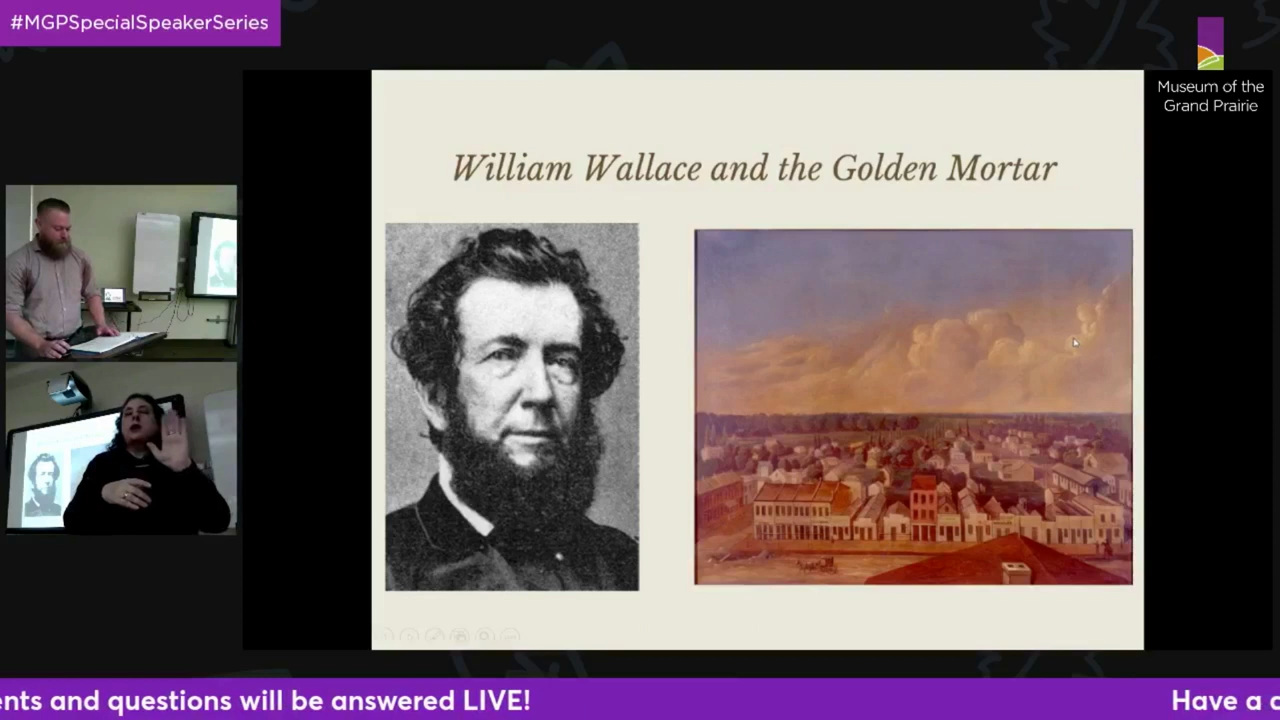 #MGPSpecialSpeakerSeries
Museum of the
Grand Prairie
William Wallace and the Golden Mortar
ents and questions will be answered LIVE!
Have a c